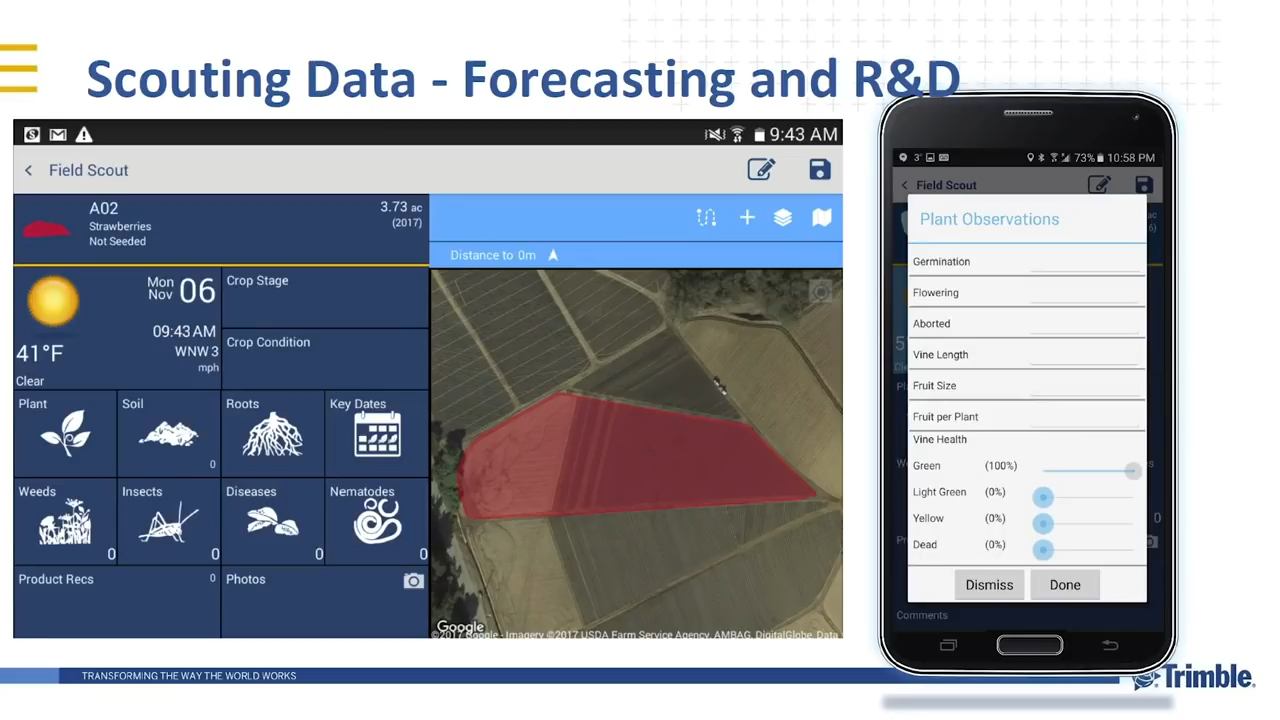 Scouting Data - Forecasting and R&D
9:43 AM
Field Scout
A02
Strawberries
Not Seeded
3.73 ac
(2017)
Distance to 0m
Mon
Nov 06
09:43 AM
WNW 3
mph
41°F
Clear
Crop Stage
Crop Condition
Plant
Soil
0
Roots
Key Dates
Weeds
0
Insects
0
Diseases
0
Nematodes
0
Product Recs
0
Photos
Google
©2017 Google - Imagery ©2017 USDA Farm Service Agency, AMBAG, DigitalGlobe, Data
3°
73%
10:58 PM
Field Scout
Plant Observations
Germination
Flowering
Aborted
Vine Length
Fruit Size
Fruit per Plant
Vine Health
Green (100%)
Light Green (0%)
Yellow (0%)
Dead (0%)
Dismiss
Done
0
Comments
TRANSFORMING THE WAY THE WORLD WORKS
Trimble